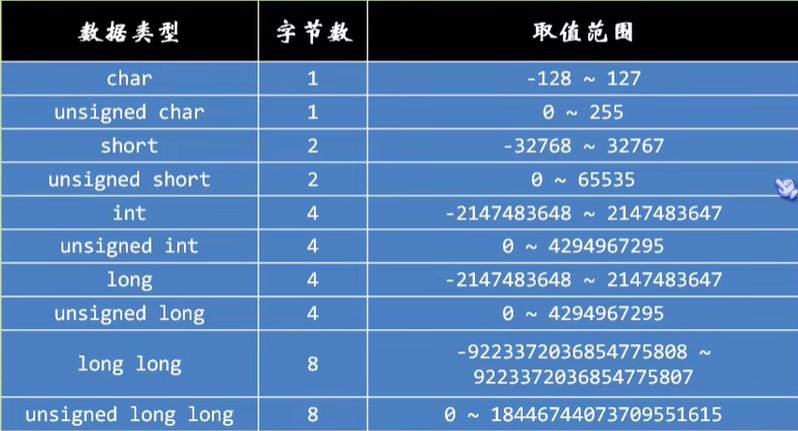 数据类型 字节数 取值范围
char 1 -128 ~ 127
unsigned char 1 0 ~ 255
short 2 -32768 ~ 32767
unsigned short 2 0 ~ 65535
int 4 -2147483648 ~ 2147483647
unsigned int 4 0 ~ 4294967295
long 4 -2147483648 ~ 2147483647
unsigned long 4 0 ~ 4294967295
long long 8 -9223372036854775808 ~
9223372036854775807
unsigned long long 8 0 ~ 18446744073709551615